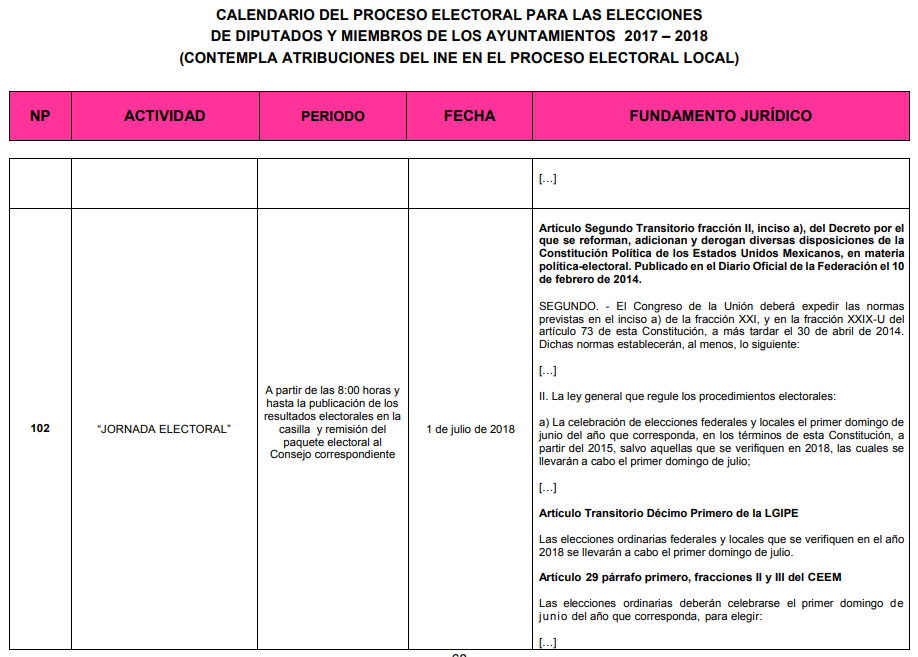 CALENDARIO DEL PROCESO ELECTORAL PARA LAS ELECCIONES
DE DIPUTADOS Y MIEMBROS DE LOS AYUNTAMIENTOS 2017 – 2018
(CONTEMPLA ATRIBUCIONES DEL INE EN EL PROCESO ELECTORAL LOCAL)
NP
ACTIVIDAD
PERIODO
FECHA
FUNDAMENTO JURÍDICO
[…]
102
“JORNADA ELECTORAL”
A partir de las 8:00 horas y
hasta la publicación de los
resultados electorales en la
casilla y remisión del
paquete electoral al
Consejo correspondiente
1 de julio de 2018
Artículo Segundo Transitorio fracción II, inciso a), del Decreto por el
que se reforman, adicionan y derogan diversas disposiciones de la
Constitución Política de los Estados Unidos Mexicanos, en materia
política-electoral. Publicado en el Diario Oficial de la Federación el 10
de febrero de 2014.
SEGUNDO. - El Congreso de la Unión deberá expedir las normas
previstas en el inciso a) de la fracción XXI, y en la fracción XXIX-U del
artículo 73 de esta Constitución, a más tardar el 30 de abril de 2014.
Dichas normas establecerán, al menos, lo siguiente:
[…]
II. La ley general que regule los procedimientos electorales:
a) La celebración de elecciones federales y locales el primer domingo de
junio del año que corresponda, en los términos de esta Constitución, a
partir del 2015, salvo aquellas que se verifiquen en 2018, las cuales se
llevarán a cabo el primer domingo de julio;
[…]
Artículo Transitorio Décimo Primero de la LGIPE
Las elecciones ordinarias federales y locales que se verifiquen en el año
2018 se llevarán a cabo el primer domingo de julio.
Artículo 29 párrafo primero, fracciones II y III del CEEM
Las elecciones ordinarias deberán celebrarse el primer domingo de
junio del año que corresponda, para elegir:
[…]